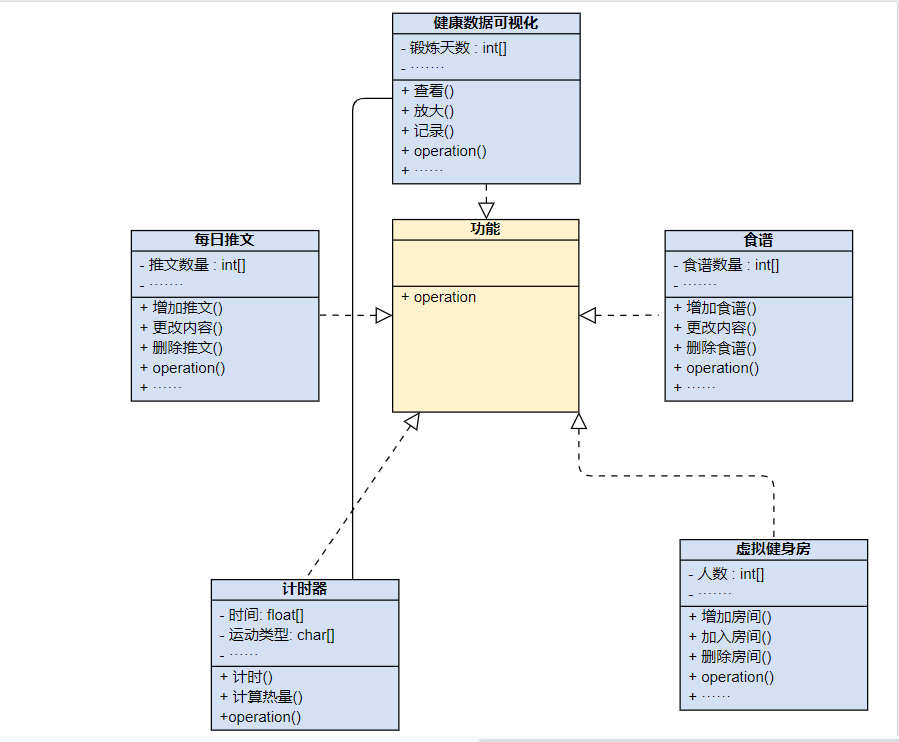 健康数据可视化
- 锻炼天数 : int[]
- ·······
+ 查看()
+ 放大()
+ 记录()
+ operation()
+ ······
每日推文
- 推文数量 : int[]
- ·······
+ 增加推文()
+ 更改内容()
+ 删除推文()
+ operation()
+ ······
功能
+ operation
食谱
- 食谱数量 : int[]
- ·······
+ 增加食谱()
+ 更改内容()
+ 删除食谱()
+ operation()
+ ······
计时器
- 时间: float[]
- 运动类型: char[]
- ······
+ 计时()
+ 计算热量()
+operation()
虚拟健身房
- 人数 : int[]
- ·······
+ 增加房间()
+ 加入房间()
+ 删除房间()
+ operation()
+ ······